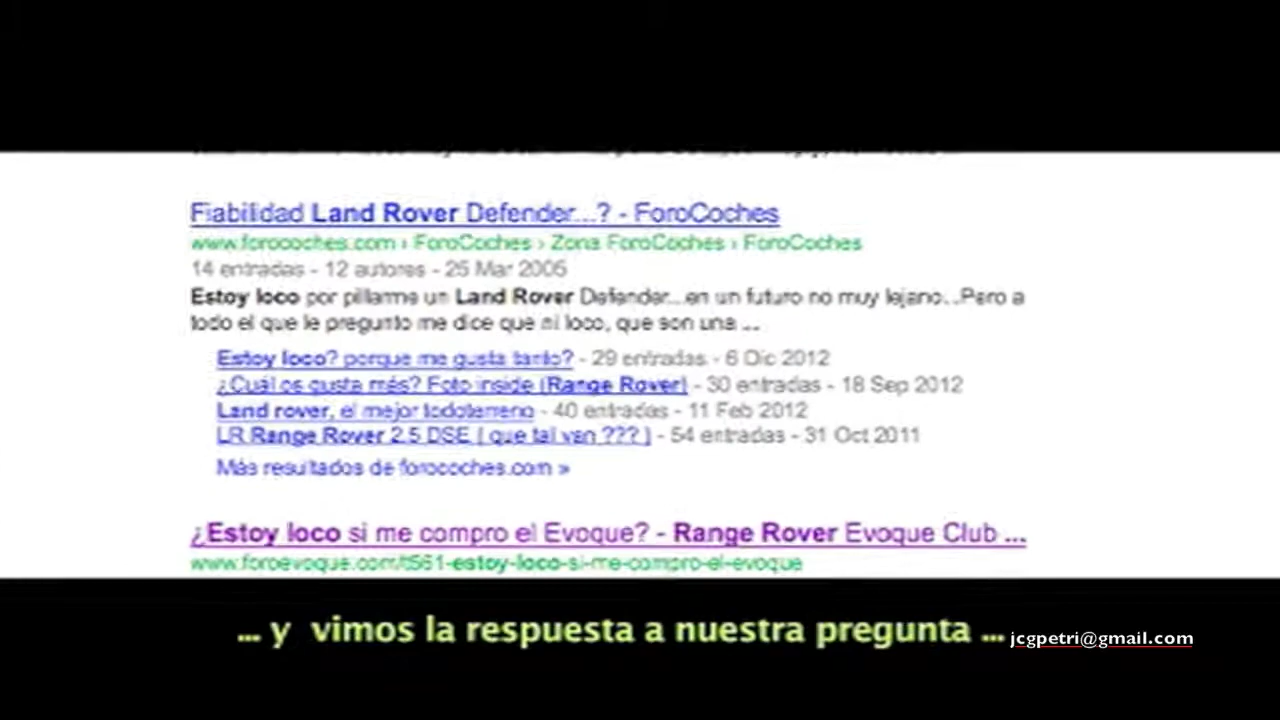 Fiabilidad Land Rover Defender...? - ForoCoches
www.forocoches.com › ForoCoches › Zona ForoCoches › ForoCoches
14 entradas - 12 autores - 25 Mar 2005
Estoy loco por pillarme un Land Rover Defender...en un futuro no muy lejano...Pero a
todo el que le pregunto me dice que ni loco, que son una ...
Estoy loco? porque me gusta tanto? - 29 entradas - 6 Dic 2012
¿Cuál os gusta más? Foto inside (Range Rover) - 30 entradas - 18 Sep 2012
Land rover, el mejor todoterreno - 40 entradas - 11 Feb 2012
LR Range Rover 2.5 DSE ( que tal van ??? ) - 54 entradas - 31 Oct 2011
Más resultados de forocoches.com »
¿Estoy loco si me compro el Evoque? - Range Rover Evoque Club ...
www.foroevoque.com/t561-estoy-loco-si-me-compro-el-evoque
... y vimos la respuesta a nuestra pregunta ...
jcgpetri@gmail.com